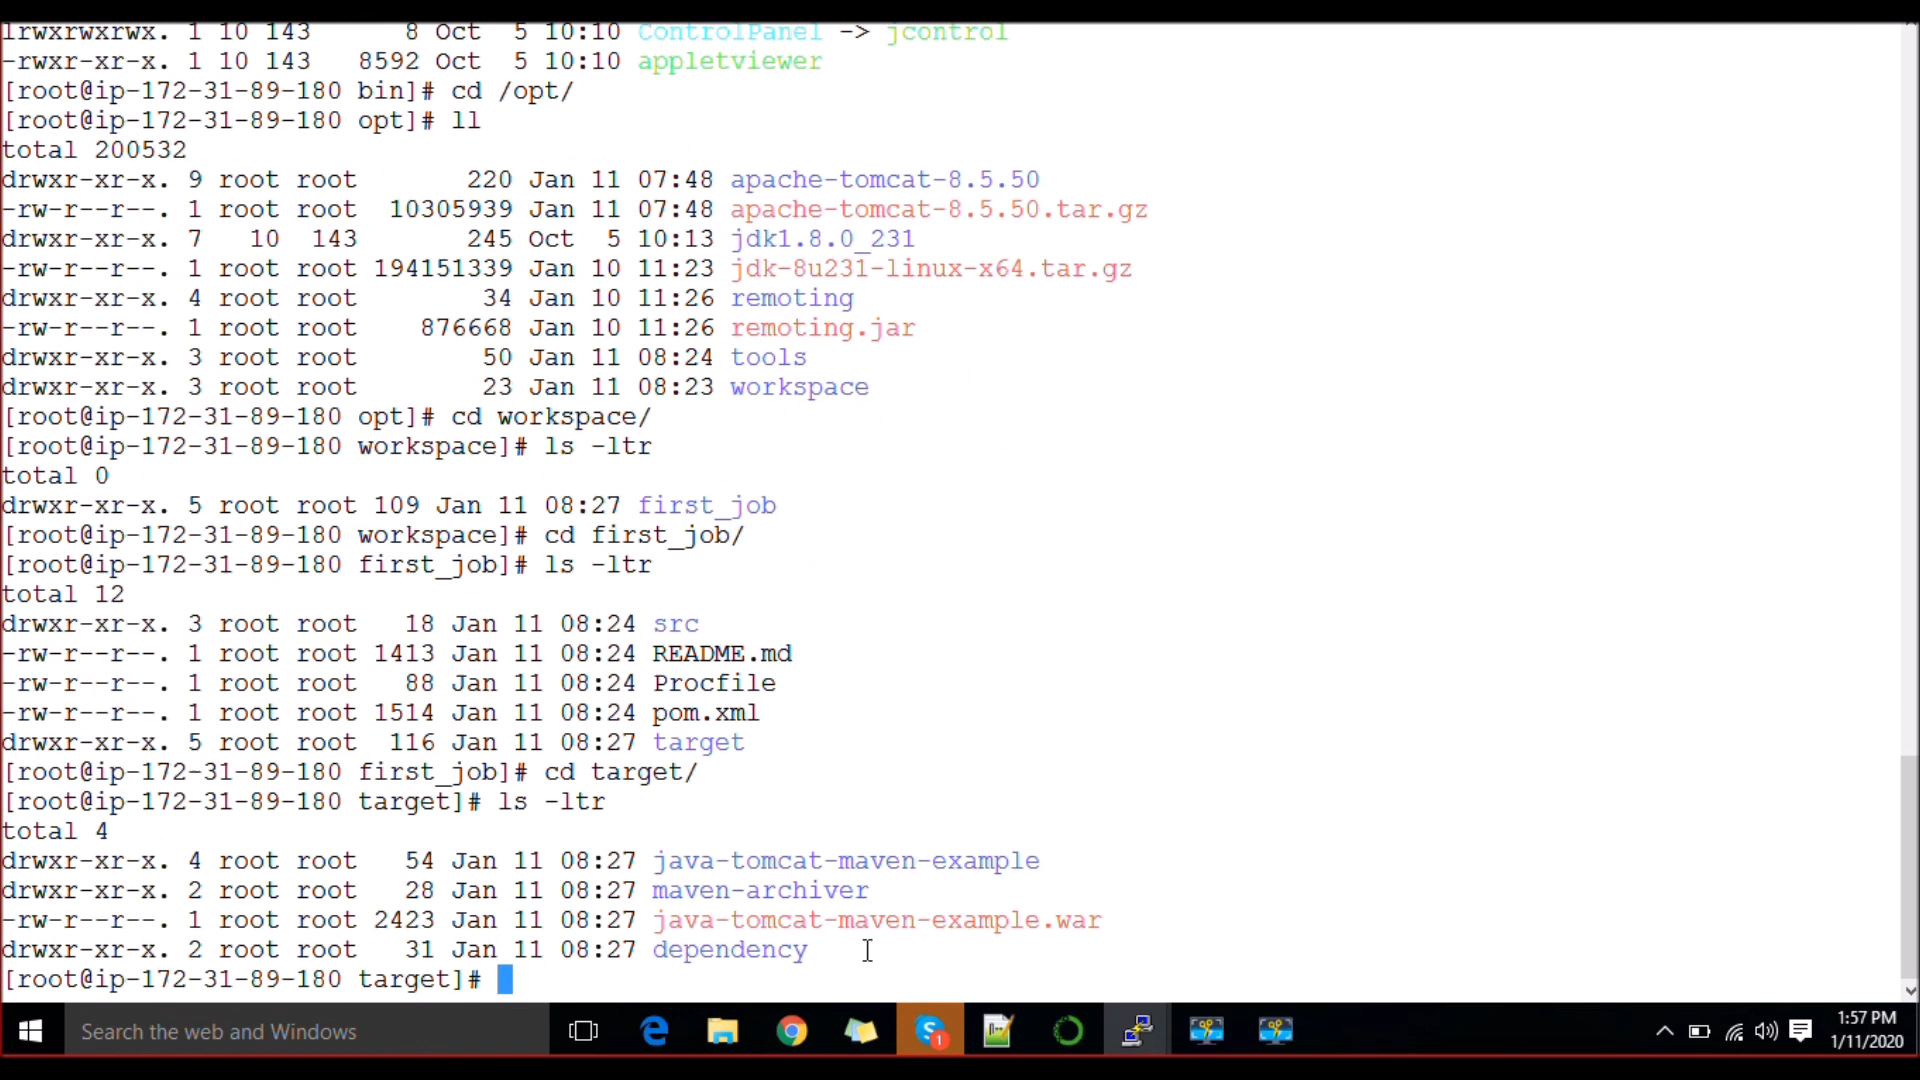 lrwxrwxrwx. 1 10 143      8 Oct  5 10:10 ControlPanel -> jcontrol
-rwxr-xr-x. 1 10 143   8592 Oct  5 10:10 appletviewer
[root@ip-172-31-89-180 bin]# cd /opt/
[root@ip-172-31-89-180 opt]# ll
total 200532
drwxr-xr-x. 9 root root       220 Jan 11 07:48 apache-tomcat-8.5.50
-rw-r--r--. 1 root root  10305939 Jan 11 07:48 apache-tomcat-8.5.50.tar.gz
drwxr-xr-x. 7   10  143       245 Oct  5 10:13 jdk1.8.0_231
-rw-r--r--. 1 root root 194151339 Jan 10 11:23 jdk-8u231-linux-x64.tar.gz
drwxr-xr-x. 4 root root        34 Jan 10 11:26 remoting
-rw-r--r--. 1 root root    876668 Jan 10 11:26 remoting.jar
drwxr-xr-x. 3 root root        50 Jan 11 08:24 tools
drwxr-xr-x. 3 root root        23 Jan 11 08:23 workspace
[root@ip-172-31-89-180 opt]# cd workspace/
[root@ip-172-31-89-180 workspace]# ls -ltr
total 0
drwxr-xr-x. 5 root root 109 Jan 11 08:27 first_job
[root@ip-172-31-89-180 workspace]# cd first_job/
[root@ip-172-31-89-180 first_job]# ls -ltr
total 12
drwxr-xr-x. 3 root root   18 Jan 11 08:24 src
-rw-r--r--. 1 root root 1413 Jan 11 08:24 README.md
-rw-r--r--. 1 root root   88 Jan 11 08:24 Procfile
-rw-r--r--. 1 root root 1514 Jan 11 08:24 pom.xml
drwxr-xr-x. 5 root root  116 Jan 11 08:27 target
[root@ip-172-31-89-180 first_job]# cd target/
[root@ip-172-31-89-180 target]# ls -ltr
total 4
drwxr-xr-x. 4 root root   54 Jan 11 08:27 java-tomcat-maven-example
drwxr-xr-x. 2 root root   28 Jan 11 08:27 maven-archiver
-rw-r--r--. 1 root root 2423 Jan 11 08:27 java-tomcat-maven-example.war
drwxr-xr-x. 2 root root   31 Jan 11 08:27 dependency
[root@ip-172-31-89-180 target]#
Search the web and Windows
1
1:57 PM
1/11/2020